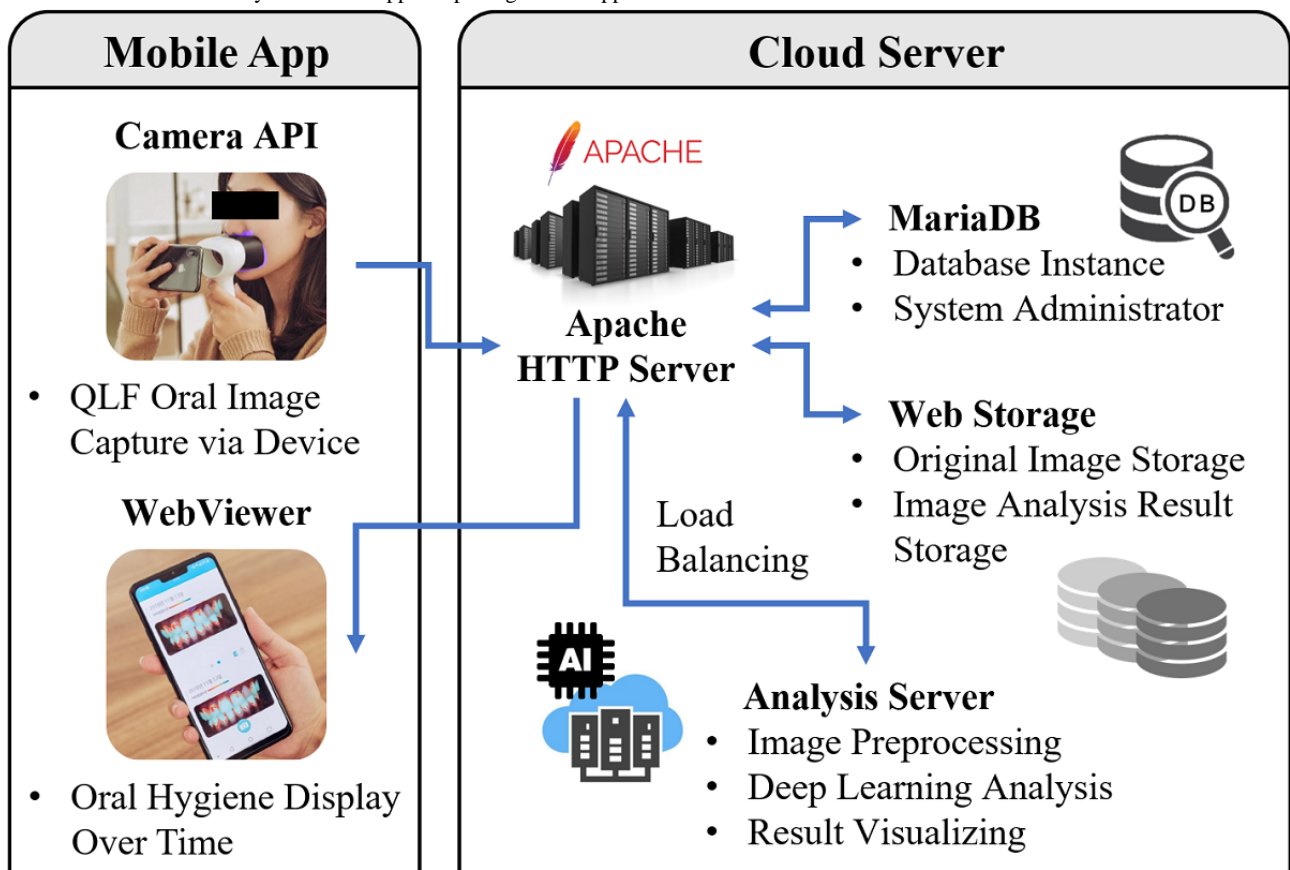 Mobile App
Camera API
• QLF Oral Image
Capture via Device
WebViewer
• Oral Hygiene Display
Over Time
Cloud Server
APACHE
Apache
HTTP Server
DB
MariaDB
• Database Instance
• System Administrator
Web Storage
• Original Image Storage
• Image Analysis Result
Storage
Load
Balancing
AI
Analysis Server
• Image Preprocessing
• Deep Learning Analysis
• Result Visualizing